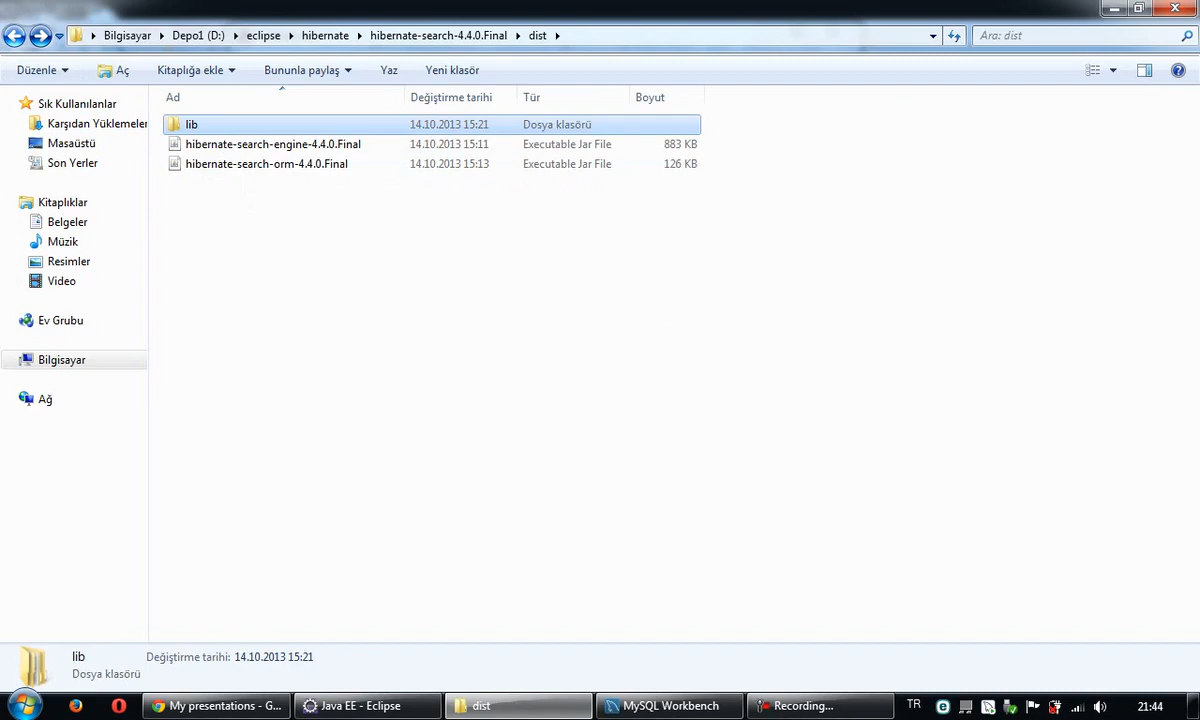 Bilgisayar Depo1 (D:) eclipse hibernate hibernate-search-4.4.0.Final dist Ara: dist
Düzenle Aç Kitaplığa ekle Bununla paylaş Yaz Yeni klasör
Ad Değiştirme tarihi Tür Boyut
lib 14.10.2013 15:21 Dosya klasörü
hibernate-search-engine-4.4.0.Final 14.10.2013 15:11 Executable Jar File 883 KB
hibernate-search-orm-4.4.0.Final 14.10.2013 15:13 Executable Jar File 126 KB
Sık Kullanılanlar
Karşıdan Yüklemeler
Masaüstü
Son Yerler
Kitaplıklar
Belgeler
Müzik
Resimler
Video
Ev Grubu
Bilgisayar
Ağ
lib Değiştirme tarihi: 14.10.2013 15:21
Dosya klasörü
My presentations - G... Java EE - Eclipse dist MySQL Workbench Recording... TR 21:44